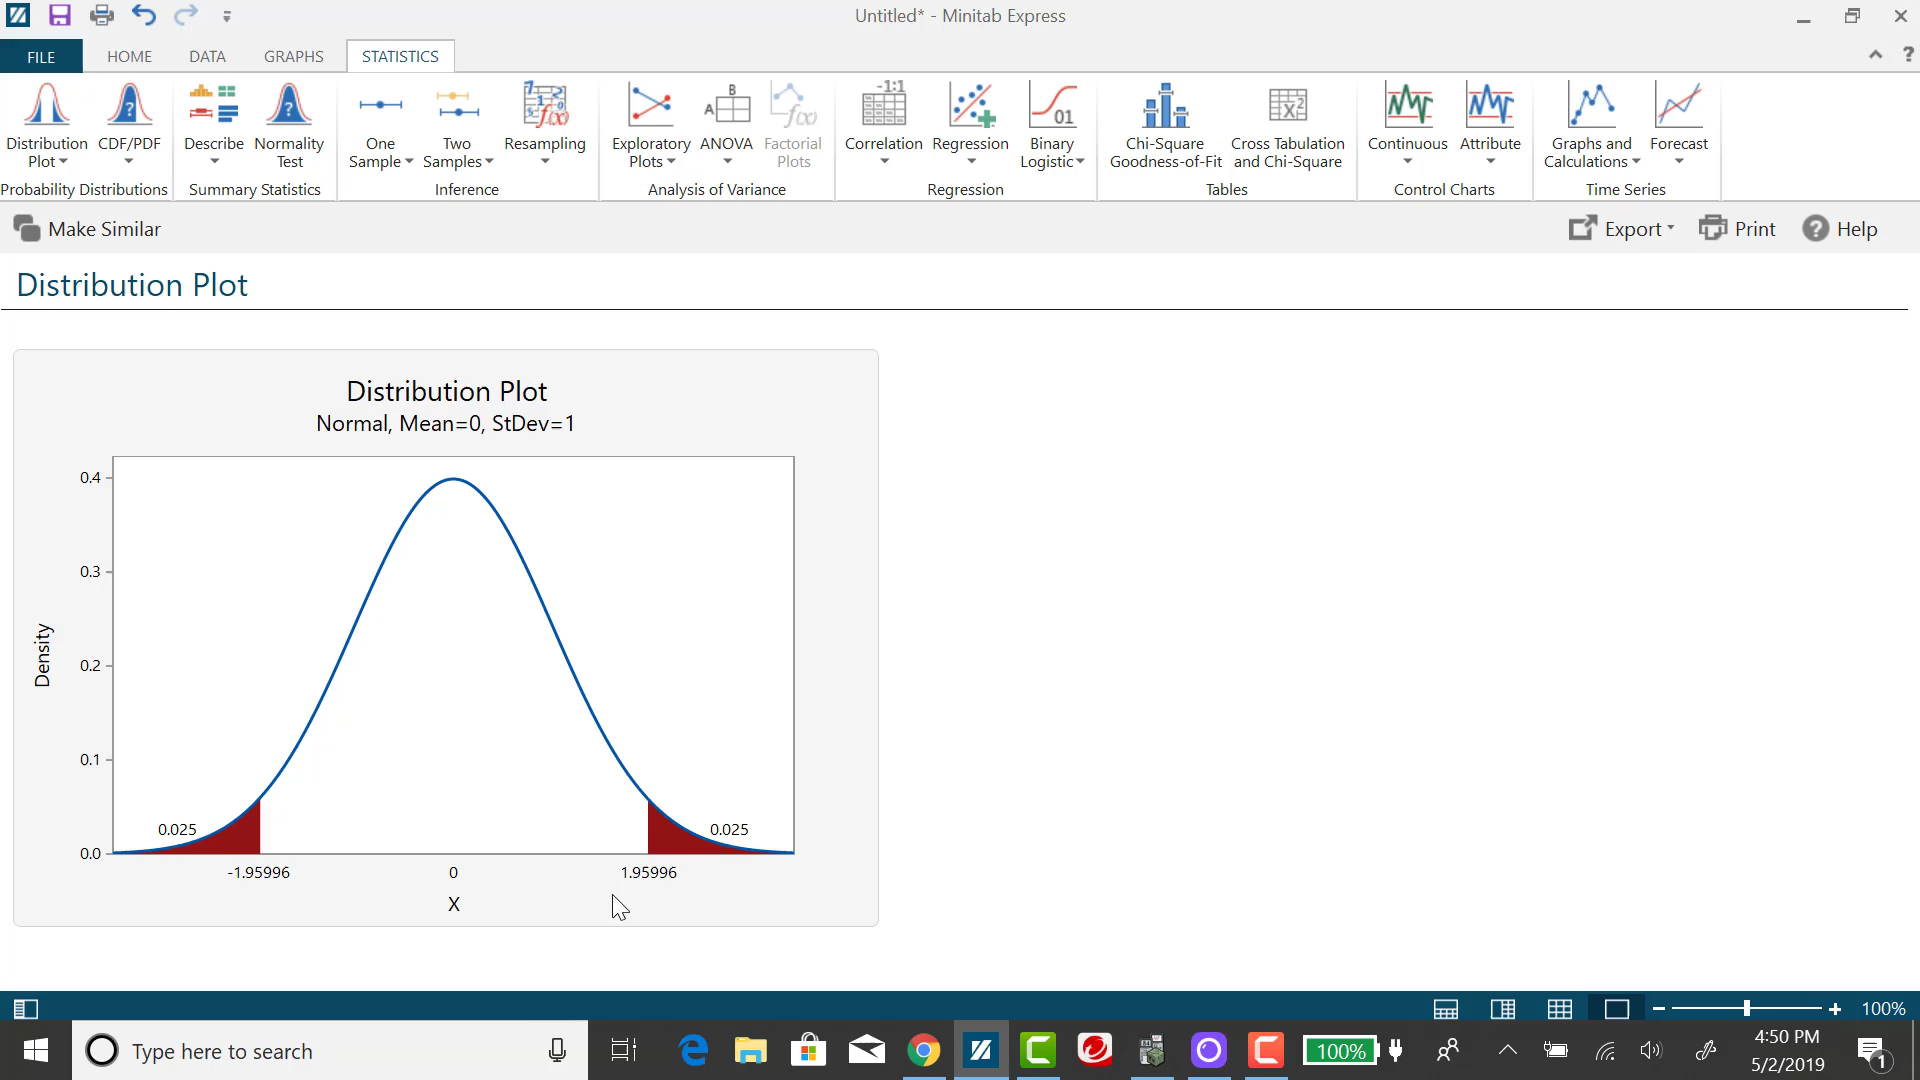 Untitled* - Minitab Express
FILE HOME DATA GRAPHS STATISTICS
Distribution Plot CDF/PDF Describe Normality Test One Sample Two Samples Resampling Exploratory Plots ANOVA Factorial Plots Correlation Regression Binary Logistic Chi-Square Goodness-of-Fit Cross Tabulation and Chi-Square Continuous Attribute Graphs and Calculations Forecast
Probability Distributions Summary Statistics Inference Analysis of Variance Regression Tables Control Charts Time Series
Make Similar Export Print Help
Distribution Plot
Distribution Plot
Normal, Mean=0, StDev=1
0.4
0.3
Density
0.2
0.1
0.025 0.025
0.0
-1.95996 0 1.95996
X
100%
Type here to search 100% 4:50 PM
5/2/2019 1